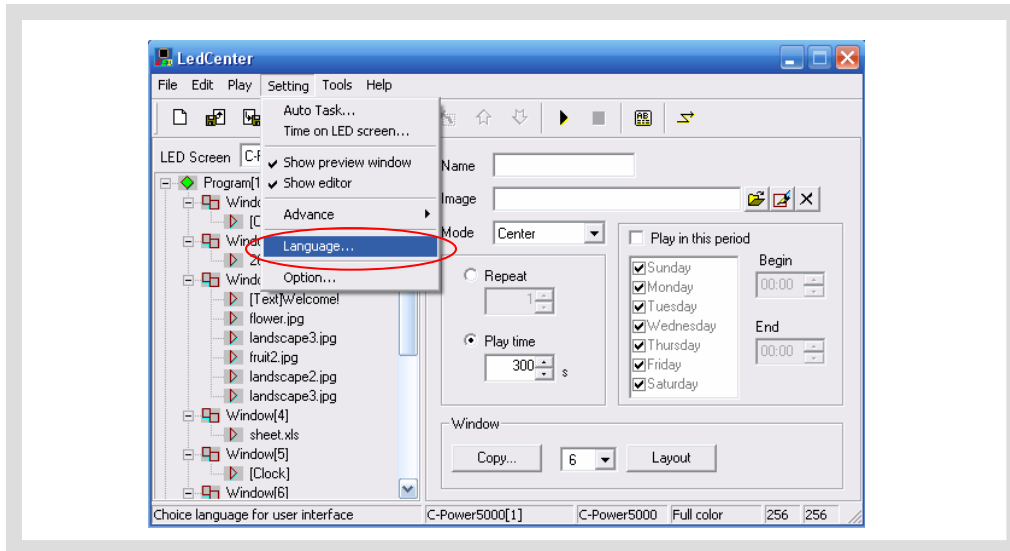 LedCenter
File Edit Play Setting Tools Help
Auto Task...
Time on LED screen...
Show preview window
Show editor
Advance
Language...
Option...
LED Screen
Program[1
[Text]Welcome!
flower.jpg
landscape3.jpg
fruit2.jpg
landscape2.jpg
landscape3.jpg
Window[4]
sheet.xls
Window[5]
[Clock]
Window[6]
Name
Image
Mode Center
Repeat
1
Play time
300 s
Play in this period
Sunday
Monday
Tuesday
Wednesday
Thursday
Friday
Saturday
Begin
00:00
End
00:00
Window
Copy... 6 Layout
Choice language for user interface C-Power5000[1] C-Power5000 Full color 256 256